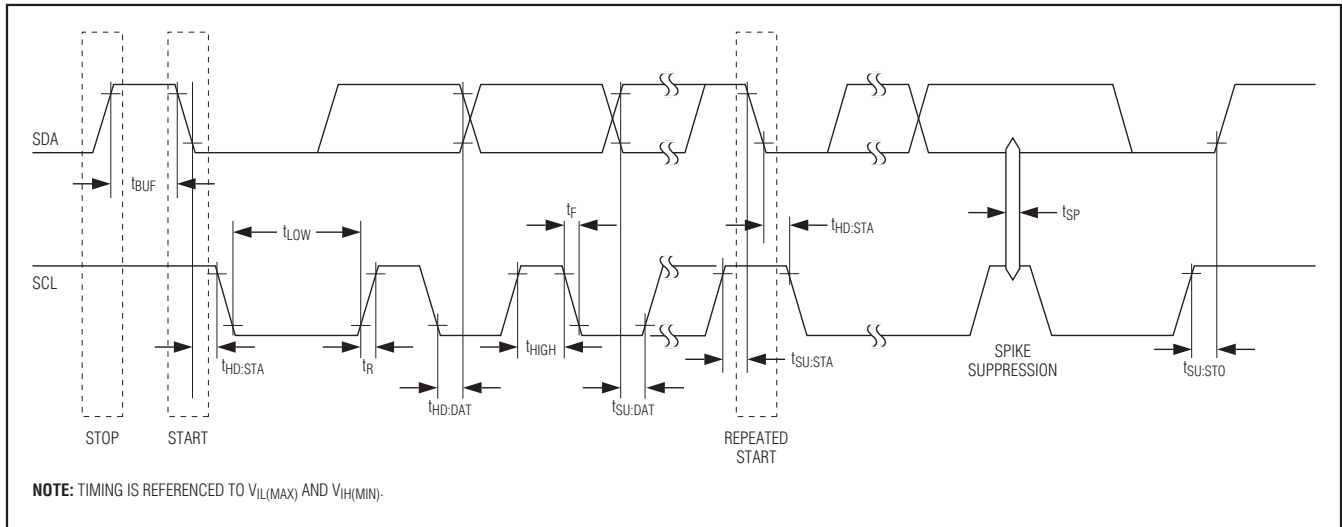 SDA
tBUF
tLOW
tF
tSP
tHD:STA
SCL
tHD:STA
tR
tHIGH
tSU:STA
SPIKE
SUPPRESSION
tSU:STO
tHD:DAT
tSU:DAT
STOP
START
REPEATED
START
NOTE: TIMING IS REFERENCED TO VIL(MAX) AND VIH(MIN).